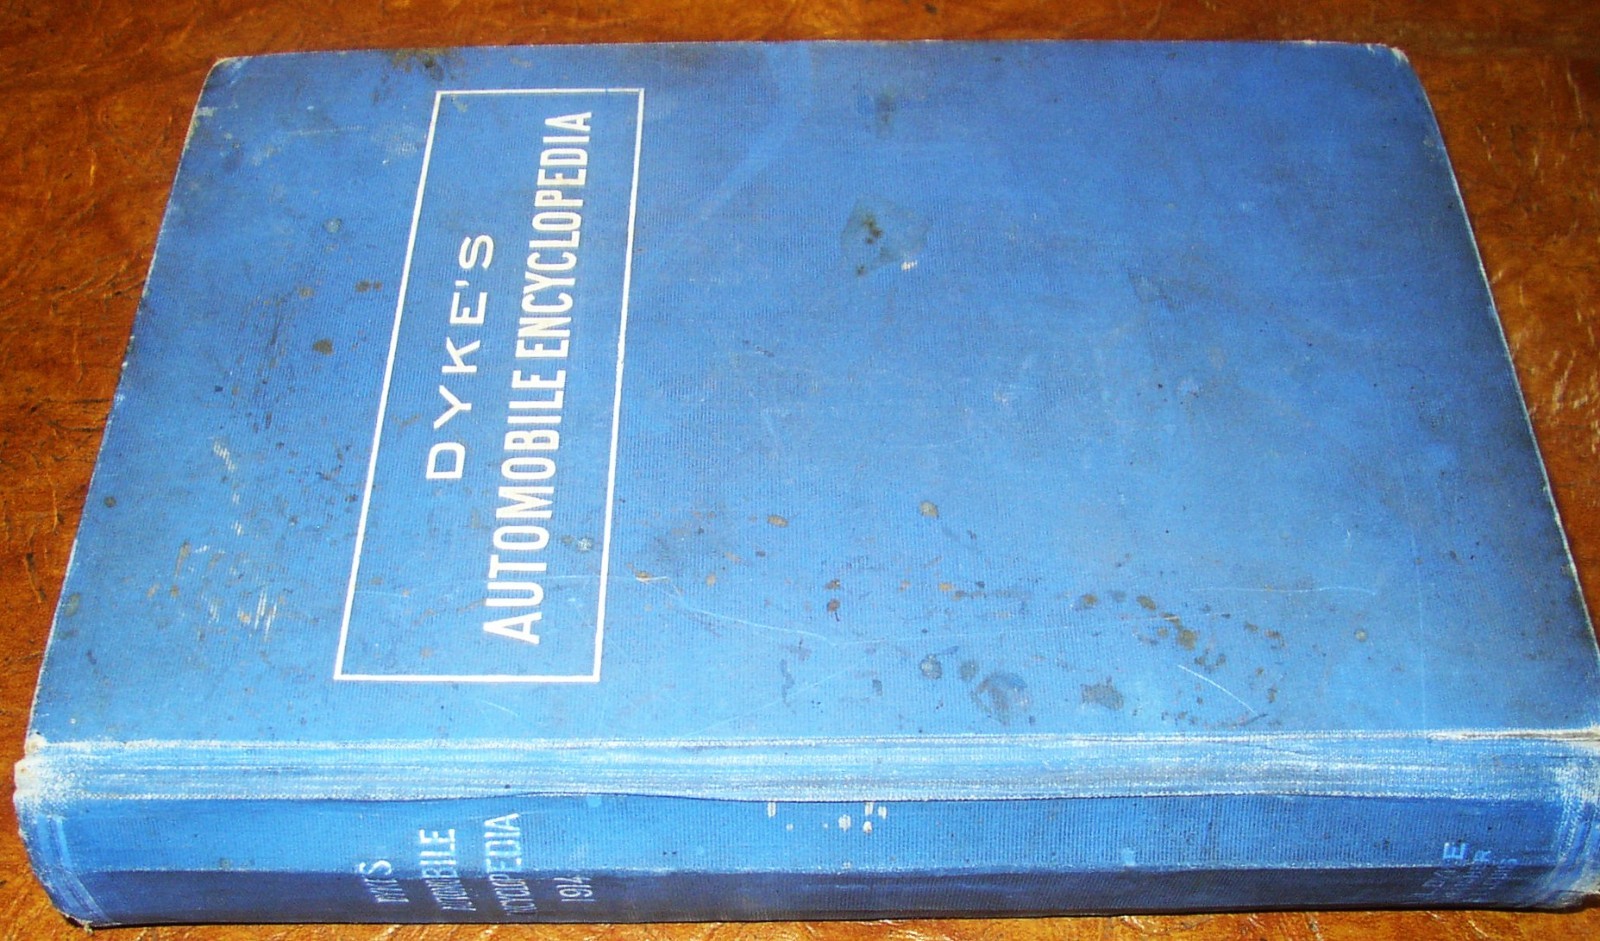 DYKE'S
AUTOMOBILE ENCYCLOPEDIA
DYKE'S
AUTOMOBILE
ENCYCLOPEDIA
1914